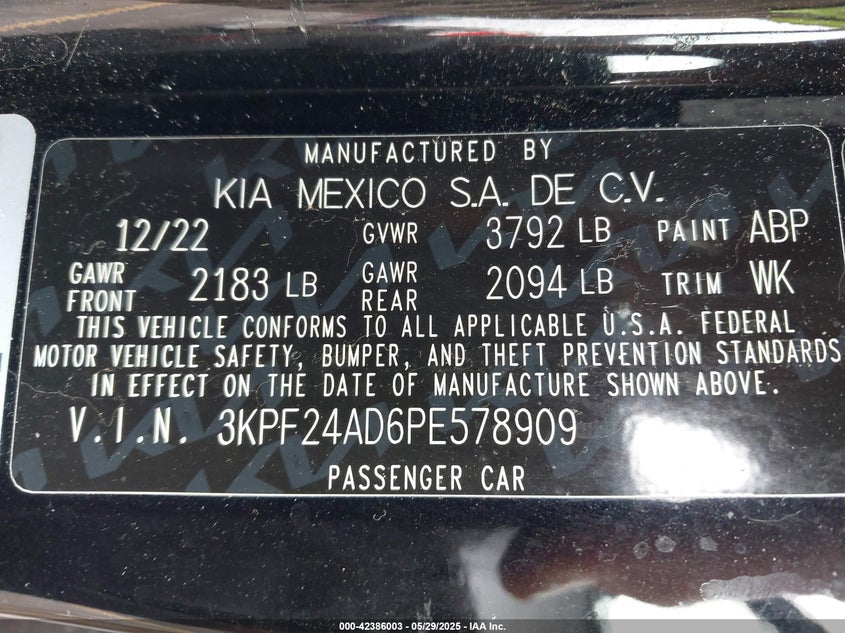 MANUFACTURED BY
KIA MEXICO S.A. DE C.V.
12/22 GVWR 3792 LB PAINT ABP
GAWR FRONT 2183 LB GAWR REAR 2094 LB TRIM WK
THIS VEHICLE CONFORMS TO ALL APPLICABLE U.S.A. FEDERAL
MOTOR VEHICLE SAFETY, BUMPER, AND THEFT PREVENTION STANDARDS
IN EFFECT ON THE DATE OF MANUFACTURE SHOWN ABOVE.
V.I.N. 3KPF24AD6PE578909
PASSENGER CAR
000-42386003 - 05/29/2025 - IAA Inc.